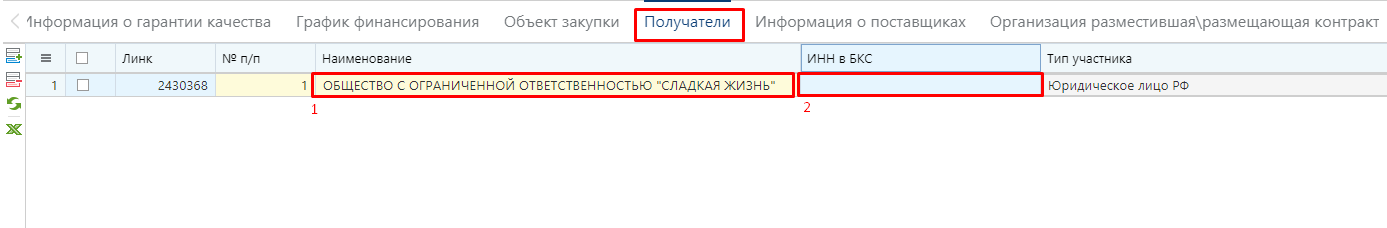 Информация о гарантии качества График финансирования Объект закупки Получатели Информация о поставщиках Организация разместившая\размещающая контракт
Линк № п/п Наименование ИНН в БКС Тип участника
1 2430368 1 ОБЩЕСТВО С ОГРАНИЧЕННОЙ ОТВЕТСТВЕННОСТЬЮ "СЛАДКАЯ ЖИЗНЬ" Юридическое лицо РФ
1 2